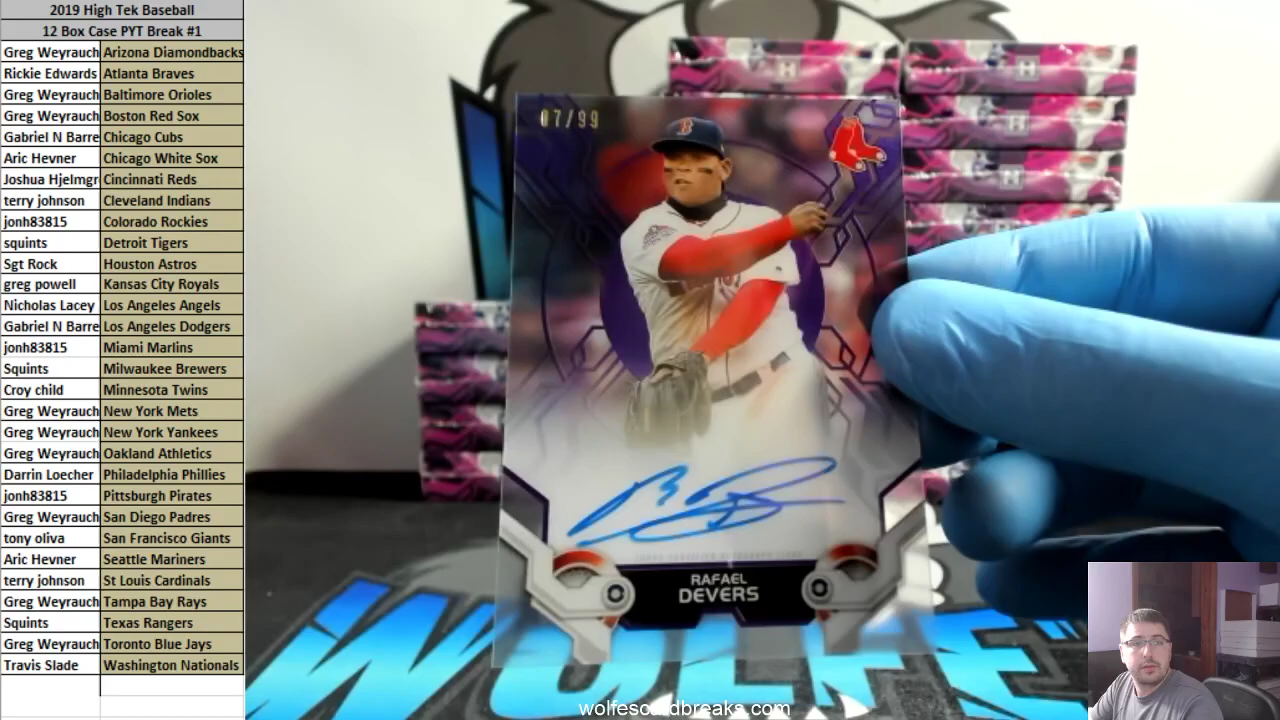 2019 High Tek Baseball
12 Box Case PYT Break #1
Greg Weyrauch Arizona Diamondbacks
Rickie Edwards Atlanta Braves
Greg Weyrauch Baltimore Orioles
Greg Weyrauch Boston Red Sox
Gabriel N Barre Chicago Cubs
Aric Hevner Chicago White Sox
Joshua Hjelmgr Cincinnati Reds
terry johnson Cleveland Indians
jonh83815 Colorado Rockies
squints Detroit Tigers
Sgt Rock Houston Astros
greg powell Kansas City Royals
Nicholas Lacey Los Angeles Angels
Gabriel N Barre Los Angeles Dodgers
jonh83815 Miami Marlins
Squints Milwaukee Brewers
Croy child Minnesota Twins
Greg Weyrauch New York Mets
Greg Weyrauch New York Yankees
Greg Weyrauch Oakland Athletics
Darrin Loecher Philadelphia Phillies
jonh83815 Pittsburgh Pirates
Greg Weyrauch San Diego Padres
tony oliva San Francisco Giants
Aric Hevner Seattle Mariners
terry johnson St Louis Cardinals
Greg Weyrauch Tampa Bay Rays
Squints Texas Rangers
Greg Weyrauch Toronto Blue Jays
Travis Slade Washington Nationals
07/99
B
H
H
H
H
RAFAEL
DEVERS
WOLFE"
wolfescardbreaks.com